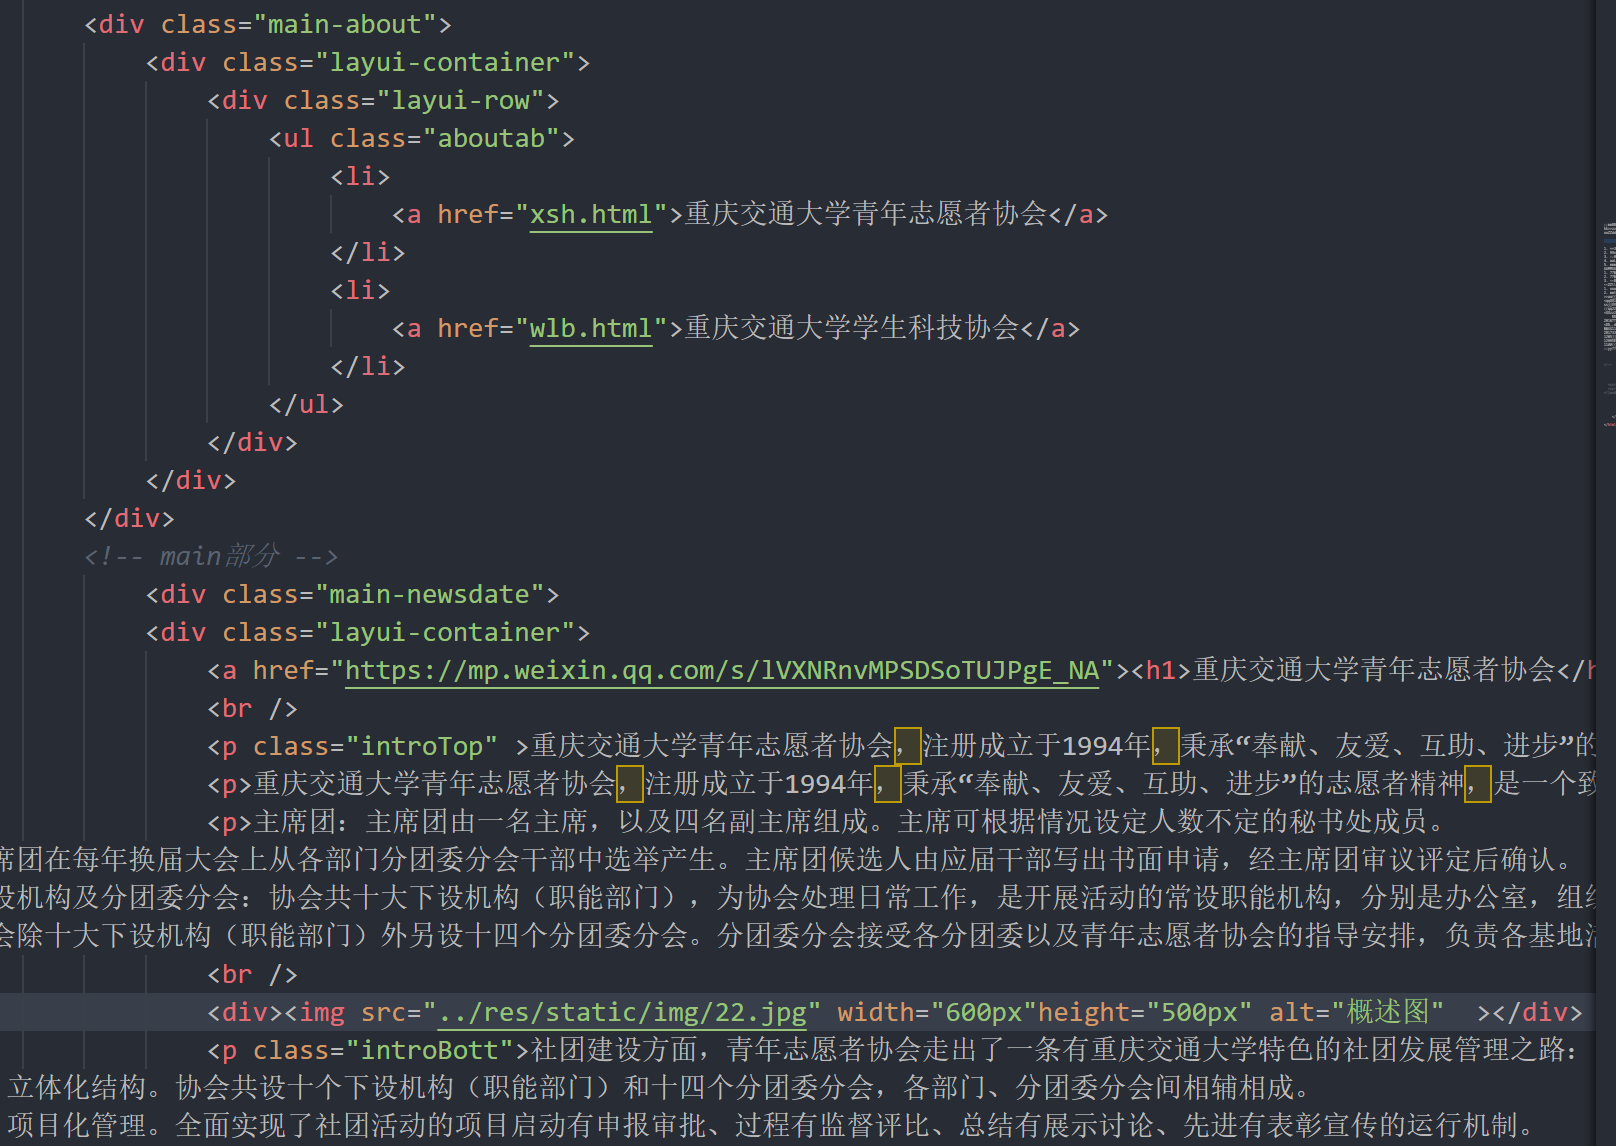 <div class="main-about">
<div class="layui-container">
<div class="layui-row">
<ul class="aboutab">
<li>
<a href="xsh.html">重庆交通大学青年志愿者协会</a>
</li>
<li>
<a href="wlb.html">重庆交通大学学生科技协会</a>
</li>
</ul>
</div>
</div>
</div>
<!-- main部分 -->
<div class="main-newsdate">
<div class="layui-container">
<a href="https://mp.weixin.qq.com/s/lVXNRnvMPSDSoTUJPgE_NA"><h1>重庆交通大学青年志愿者协会</h
<br />
<p class="introTop" >重庆交通大学青年志愿者协会，注册成立于1994年，秉承“奉献、友爱、互助、进步”的
<p>重庆交通大学青年志愿者协会，注册成立于1994年，秉承“奉献、友爱、互助、进步”的志愿者精神，是一个致
<p>主席团：主席团由一名主席，以及四名副主席组成。主席可根据情况设定人数不定的秘书处成员。
席团在每年换届大会上从各部门分团委分会干部中选举产生。主席团候选人由应届干部写出书面申请，经主席团审议评定后确认。
设机构及分团委分会：协会共十大下设机构（职能部门），为协会处理日常工作，是开展活动的常设职能机构，分别是办公室，组织
会除十大下设机构（职能部门）外另设十四个分团委分会。分团委分会接受各分团委以及青年志愿者协会的指导安排，负责各基地活
<br />
<div><img src="../res/static/img/22.jpg" width="600px"height="500px" alt="概述图"  ></div>
<p class="introBott">社团建设方面，青年志愿者协会走出了一条有重庆交通大学特色的社团发展管理之路：
立体化结构。协会共设十个下设机构（职能部门）和十四个分团委分会，各部门、分团委分会间相辅相成。
项目化管理。全面实现了社团活动的项目启动有申报审批、过程有监督评比、总结有展示讨论、先进有表彰宣传的运行机制。